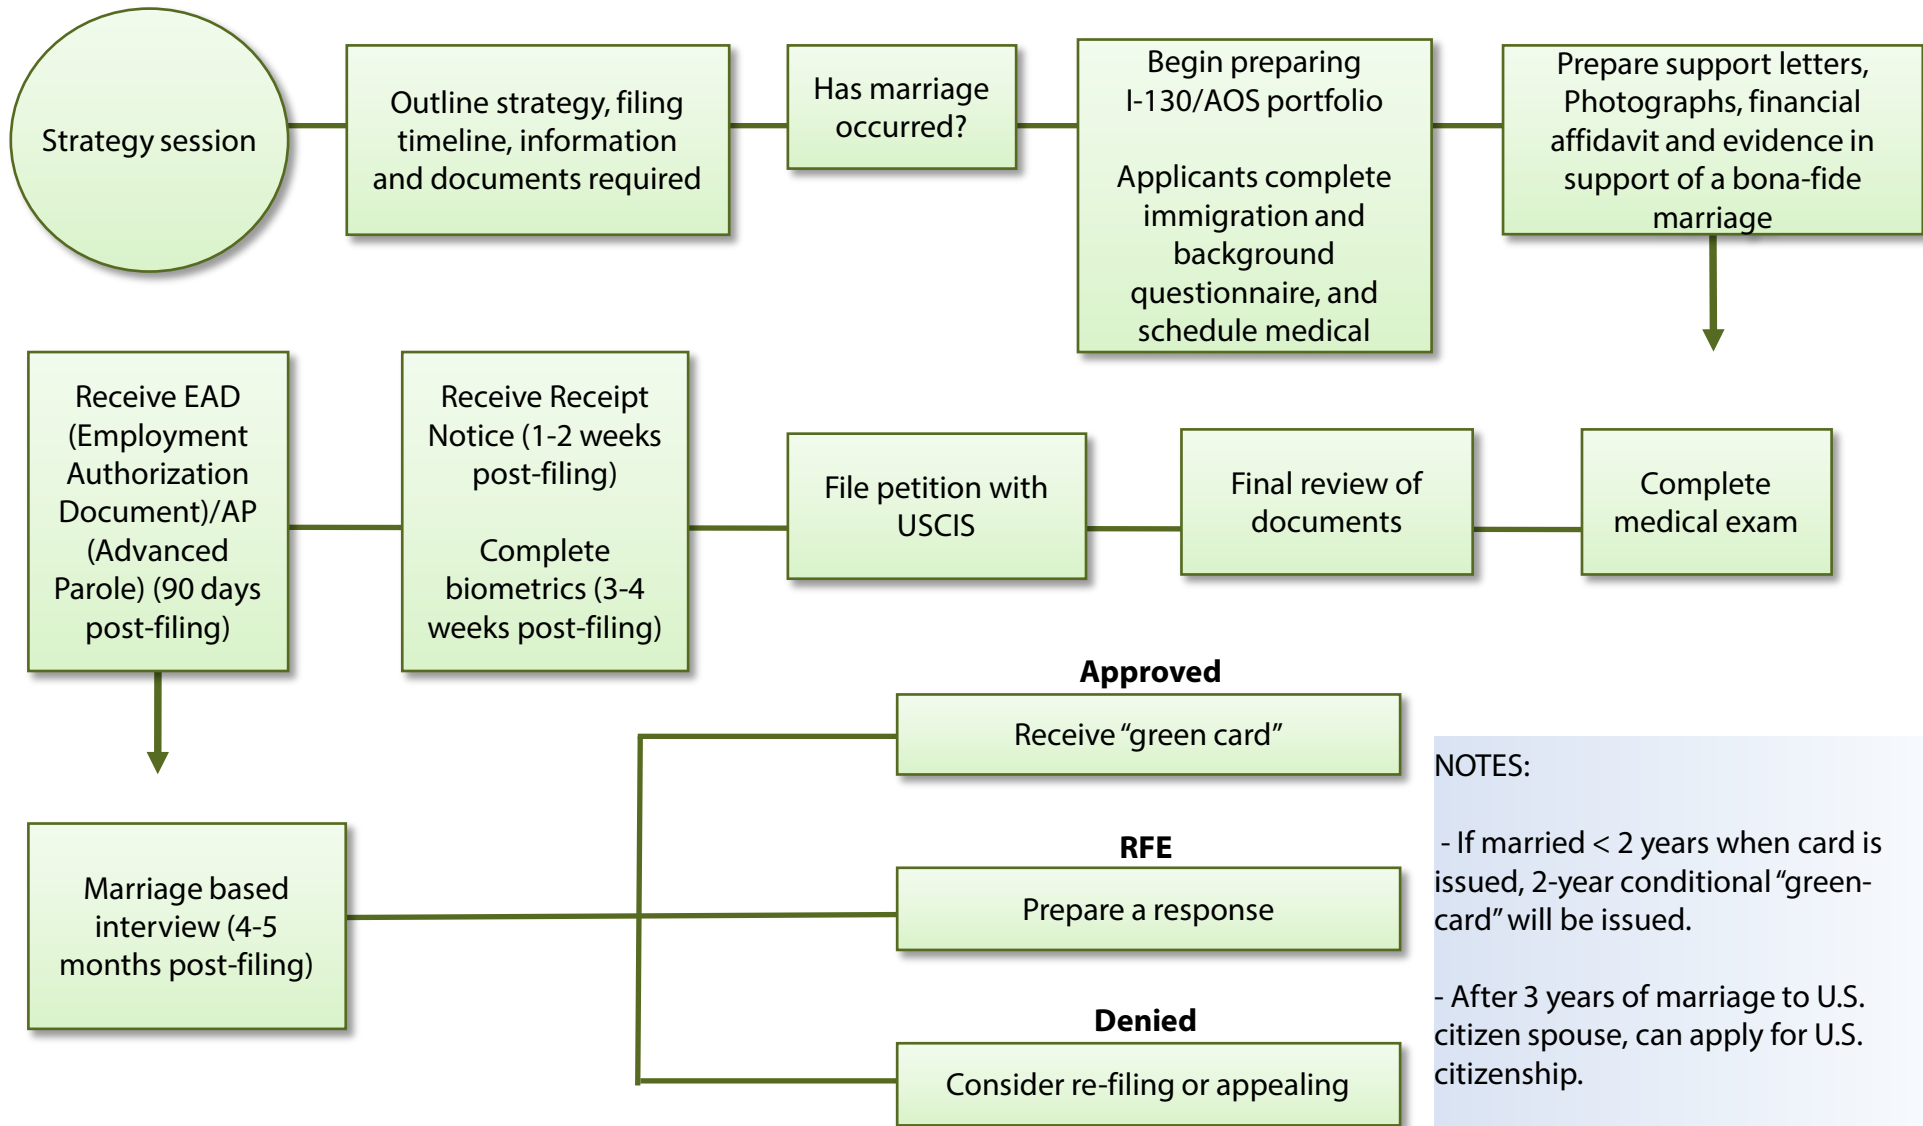 Strategy session
Outline strategy, filing
timeline, information
and documents required
Has marriage
occurred?
Begin preparing
I-130/AOS portfolio
Applicants complete
immigration and
background
questionnaire, and
schedule medical
Prepare support letters,
Photographs, financial
affidavit and evidence in
support of a bona-fide
marriage
Complete
medical exam
Final review of
documents
File petition with
USCIS
Receive Receipt
Notice (1-2 weeks
post-filing)
Complete
biometrics (3-4
weeks post-filing)
Receive EAD
(Employment
Authorization
Document)/AP
(Advanced
Parole) (90 days
post-filing)
Marriage based
interview (4-5
months post-filing)
Approved
Receive “green card”
RFE
Prepare a response
Denied
Consider re-filing or appealing
NOTES:
- If married < 2 years when card is
issued, 2-year conditional “green-
card” will be issued.
- After 3 years of marriage to U.S.
citizen spouse, can apply for U.S.
citizenship.